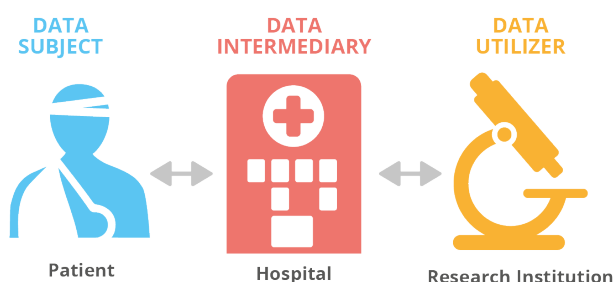 DATA
SUBJECT
DATA
INTERMEDIARY
DATA
UTILIZER
Patient
Hospital
Research Institution